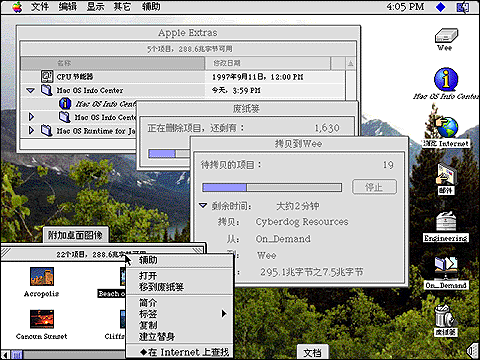 文件 编辑 显示 其它 辅助 4:05 PM
Apple Extras
5个项目，288.6兆字节可用
名称 修改日期
CPU 节能器 1997年9月11日，12:00 PM
Mac OS Info Center 今天，3:59 PM
Mac OS Info Center
Mac OS Info
Mac OS Runtime for Ja
废纸篓
正在删除项目，还剩有： 1,630
拷贝到Wee
待拷贝的项目： 19
停止
剩余时间： 大约2分钟
拷贝： Cyberdog Resources
从： On_Demand
到： Wee
295.1兆字节之7.5兆字节
附加桌面图像
22个项目，288.6兆字节可用
Acropolis
Beach o
Cancun Sunset
Cliffs
辅助
打开
移到废纸篓
简介
标签
复制
建立替身
◆在 Internet 上查找
文档
Wee
Mac OS Info Center
浏览 Internet
邮件
Engineering
On_Demand
废纸篓